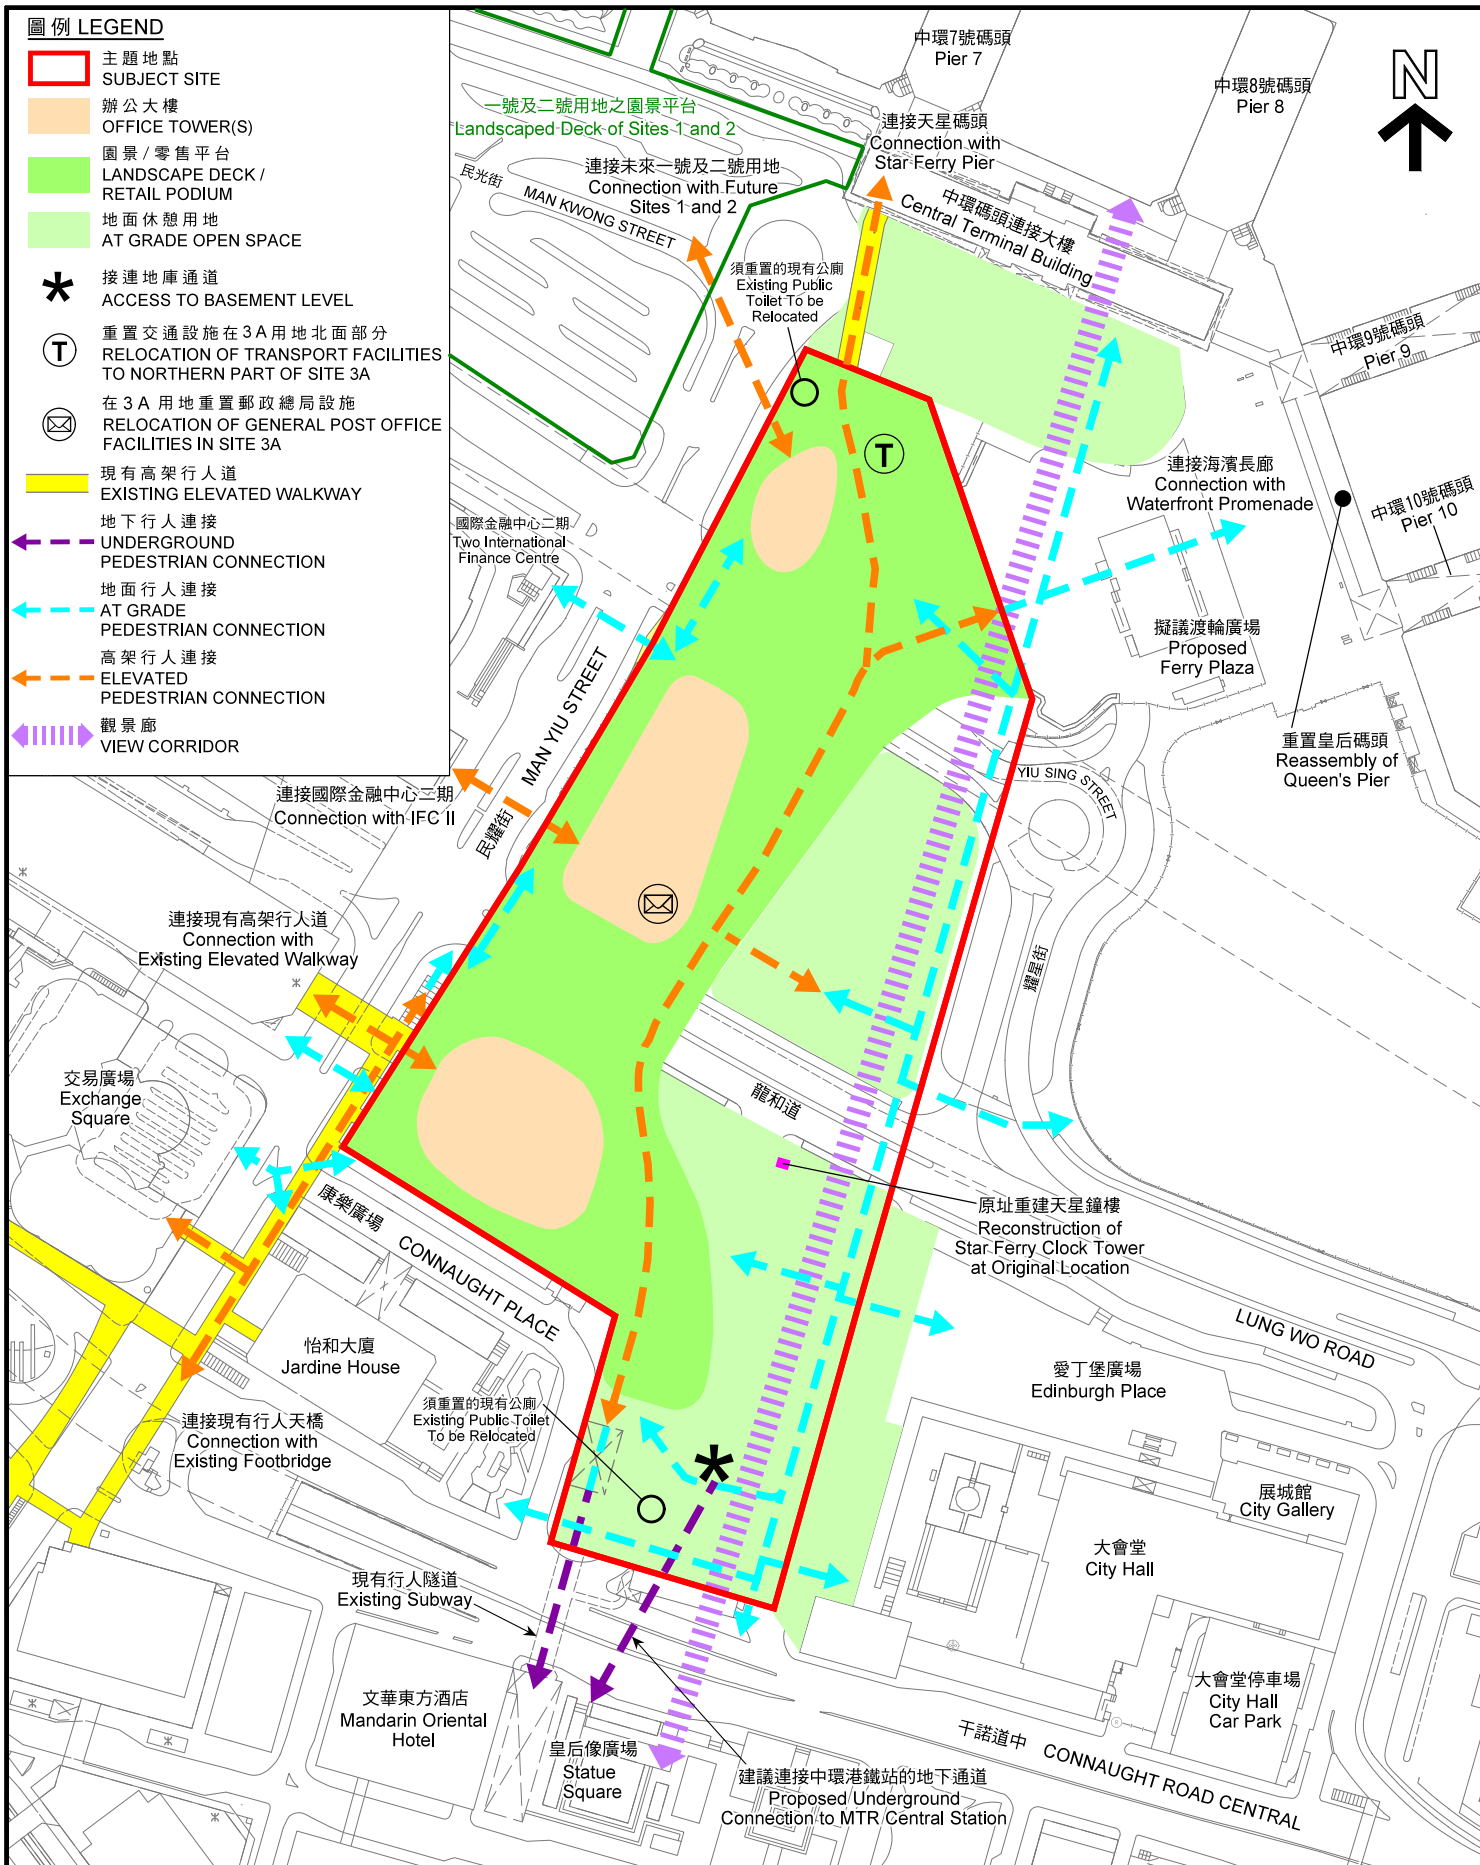 圖例 LEGEND
主題地點
SUBJECT SITE
辦公大樓
OFFICE TOWER(S)
園景/零售平台
LANDSCAPE DECK /
RETAIL PODIUM
地面休憩用地
AT GRADE OPEN SPACE
接連地庫通道
ACCESS TO BASEMENT LEVEL
T
重置交通設施在3A用地北面部分
RELOCATION OF TRANSPORT FACILITIES
TO NORTHERN PART OF SITE 3A
在3A 用地重置郵政總局設施
RELOCATION OF GENERAL POST OFFICE
FACILITIES IN SITE 3A
現有高架行人道
EXISTING ELEVATED WALKWAY
地下行人連接
UNDERGROUND
PEDESTRIAN CONNECTION
地面行人連接
AT GRADE
PEDESTRIAN CONNECTION
高架行人連接
ELEVATED
PEDESTRIAN CONNECTION
觀景廊
VIEW CORRIDOR
N
中環7號碼頭
Pier 7
中環8號碼頭
Pier 8
一號及二號用地之園景平台
Landscaped Deck of Sites 1 and 2
連接天星碼頭
Connection with
Star Ferry Pier
連接未來一號及二號用地
Connection with Future
Sites 1 and 2
民光街
MAN KWONG STREET
中環碼頭連接大樓
Central Terminal
Building
須重置的現有公廁
Existing Public
Toilet To be
Relocated
中環9號碼頭
Pier 9
T
連接海濱長廊
Connection with
Waterfront Promenade
中環10號碼頭
Pier 10
國際金融中心二期
Two International
Finance Centre
擬議渡輪廣場
Proposed
Ferry Plaza
重置皇后碼頭
Reassembly of
Queen's Pier
MAN YIU STREET
民耀街
YIU SING STREET
耀星街
連接國際金融中心二期
Connection with IFC II
連接現有高架行人道
Connection with
Existing Elevated Walkway
交易廣場
Exchange
Square
龍和道
康樂廣場
CONNAUGHT PLACE
原址重建天星鐘樓
Reconstruction of
Star Ferry Clock Tower
at Original Location
LUNG WO ROAD
怡和大廈
Jardine House
愛丁堡廣場
Edinburgh Place
須重置的現有公廁
Existing Public Toilet
To be Relocated
連接現有行人天橋
Connection with
Existing Footbridge
展城館
City Gallery
大會堂
City Hall
現有行人隧道
Existing Subway
文華東方酒店
Mandarin Oriental
Hotel
大會堂停車場
City Hall
Car Park
皇后像廣場
Statue
Square
干諾道中
CONNAUGHT ROAD CENTRAL
建議連接中環港鐵站的地下通道
Proposed Underground
Connection to MTR Central Station